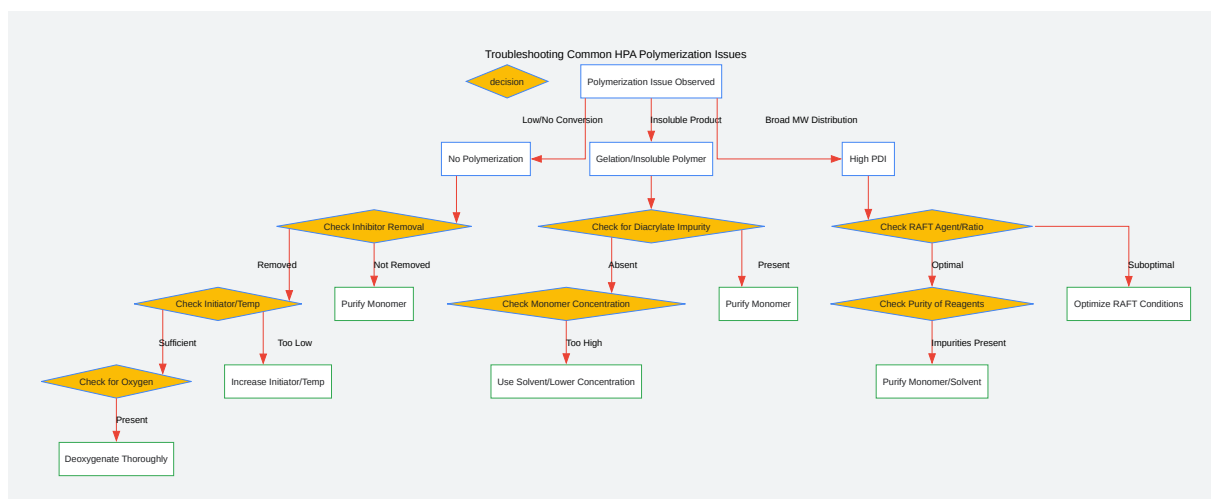 Troubleshooting Common HPA Polymerization Issues
decision
Polymerization Issue Observed
Low/No Conversion
Insoluble Product
Broad MW Distribution
No Polymerization
Gelation/Insoluble Polymer
High PDI
Check Inhibitor Removal
Check for Diacrylate Impurity
Check RAFT Agent/Ratio
Removed
Not Removed
Absent
Present
Optimal
Suboptimal
Check Initiator/Temp
Purify Monomer
Check Monomer Concentration
Purify Monomer
Check Purity of Reagents
Optimize RAFT Conditions
Sufficient
Too Low
Too High
Impurities Present
Check for Oxygen
Increase Initiator/Temp
Use Solvent/Lower Concentration
Purify Monomer/Solvent
Present
Deoxygenate Thoroughly